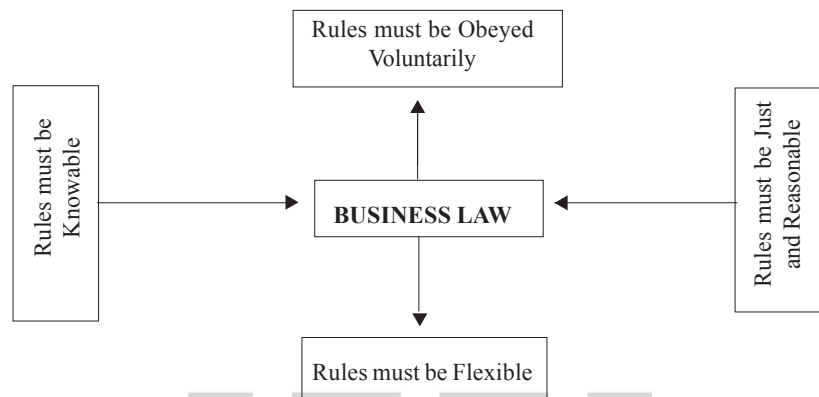 Rules must be Obeyed
Voluntarily
Rules must be
Knowable
BUSINESS LAW
Rules must be Just
and Reasonable
Rules must be Flexible